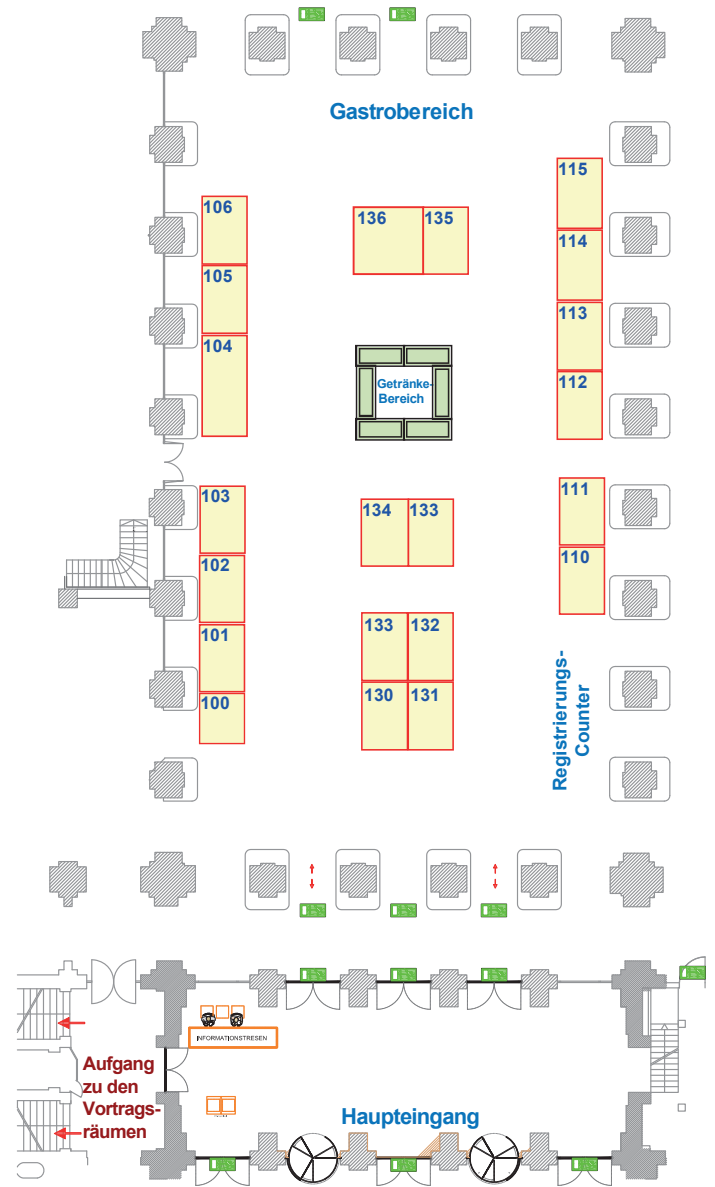 Gastrobereich
115
106
136
135
114
105
113
104
Getränke-
Bereich
112
103
111
134
133
102
110
133
132
101
Registrierungs-
Counter
130
131
100
INFORMATIONSTRESEN
Aufgang
zu den
Vortrags-
räumen
Haupteingang